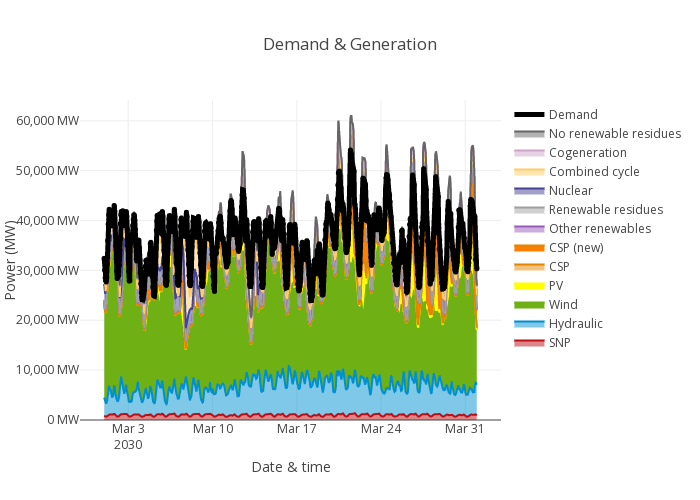 Demand & Generation
60,000 MW
50,000 MW
40,000 MW
30,000 MW
20,000 MW
10,000 MW
0 MW
Power (MW)
Mar 3
2030
Mar 10
Mar 17
Mar 24
Mar 31
Date & time
Demand
No renewable residues
Cogeneration
Combined cycle
Nuclear
Renewable residues
Other renewables
CSP (new)
CSP
PV
Wind
Hydraulic
SNP